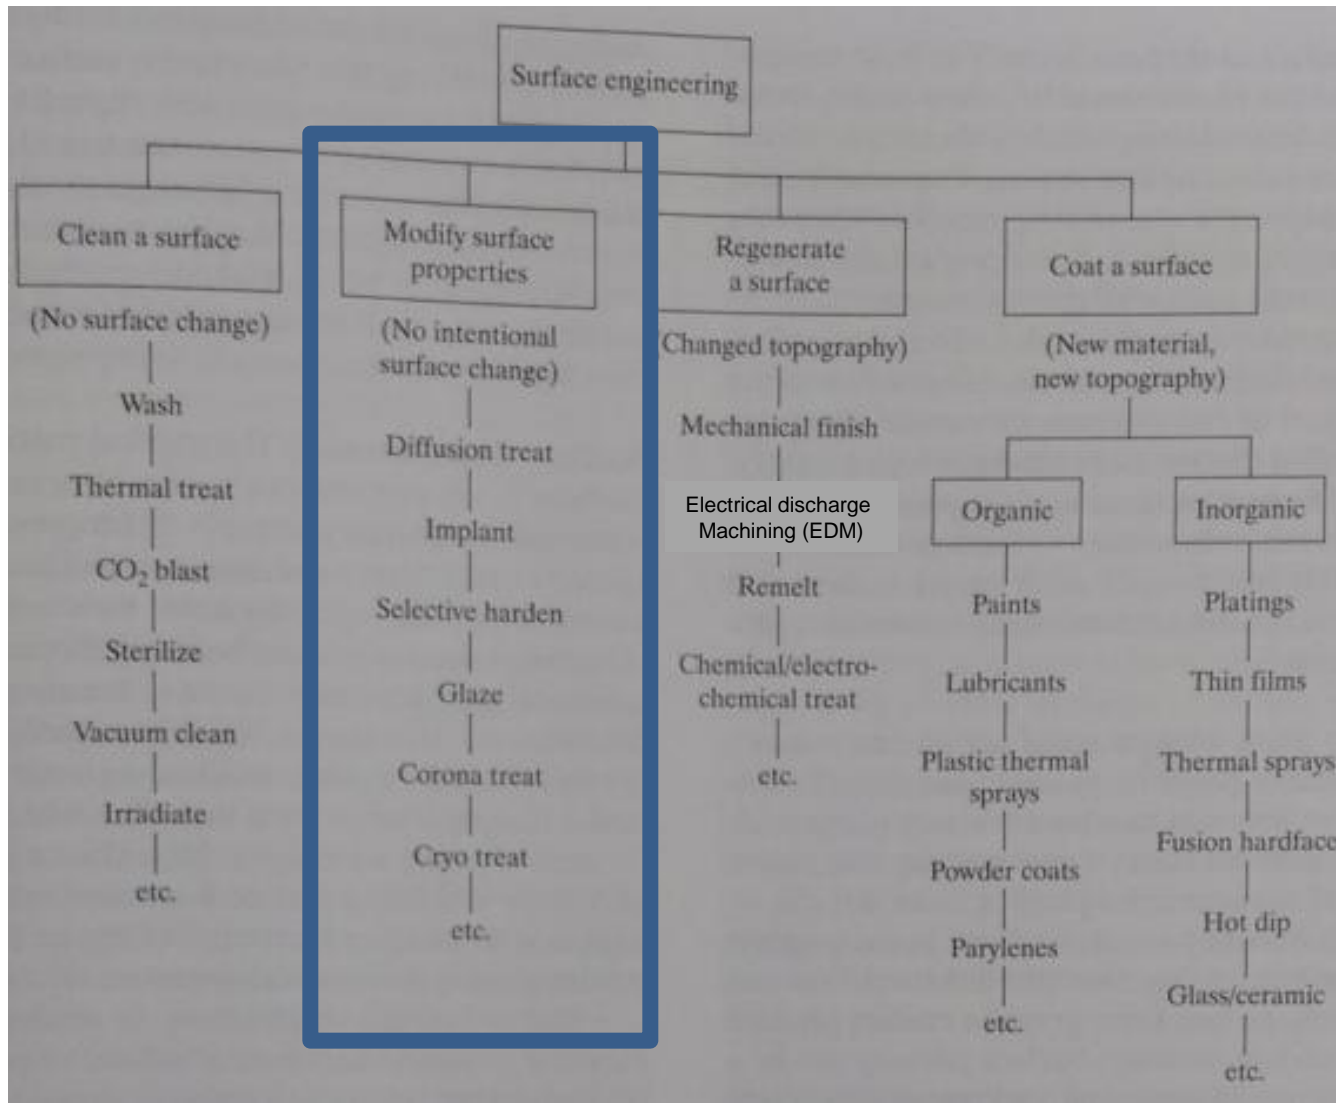 Surface engineering
Clean a surface
(No surface change)
Wash
Thermal treat
CO₂ blast
Sterilize
Vacuum clean
Irradiate
etc.
Modify surface
properties
(No intentional
surface change)
Diffusion treat
Implant
Selective harden
Glaze
Corona treat
Cryo treat
etc.
Regenerate
a surface
(Changed topography)
Mechanical finish
Electrical discharge
Machining (EDM)
Remelt
Chemical/electro-
chemical treat
etc.
Coat a surface
(New material,
new topography)
Organic
Paints
Lubricants
Plastic thermal
sprays
Powder coats
Parylenes
etc.
Inorganic
Platings
Thin films
Thermal sprays
Fusion hardface
Hot dip
Glass/ceramic
etc.